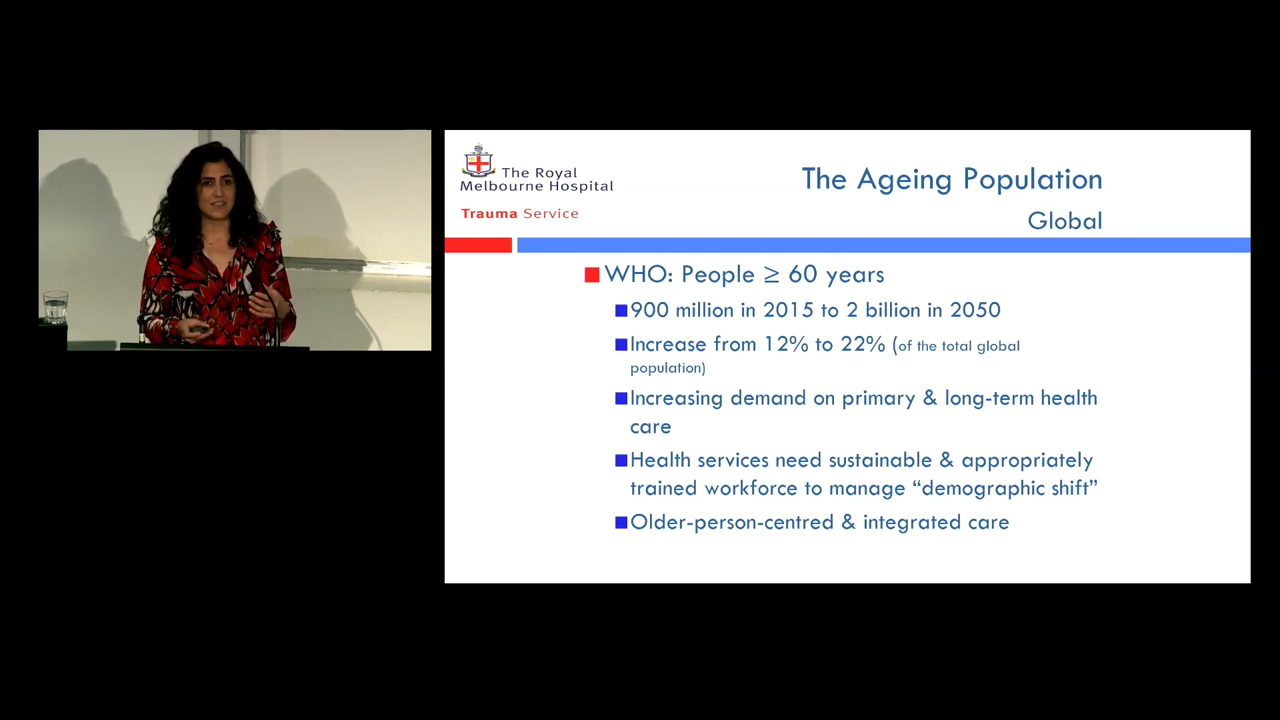 The Royal
Melbourne Hospital
Trauma Service
The Ageing Population
Global
WHO: People ≥ 60 years
900 million in 2015 to 2 billion in 2050
Increase from 12% to 22% (of the total global
population)
Increasing demand on primary & long-term health
care
Health services need sustainable & appropriately
trained workforce to manage “demographic shift”
Older-person-centred & integrated care